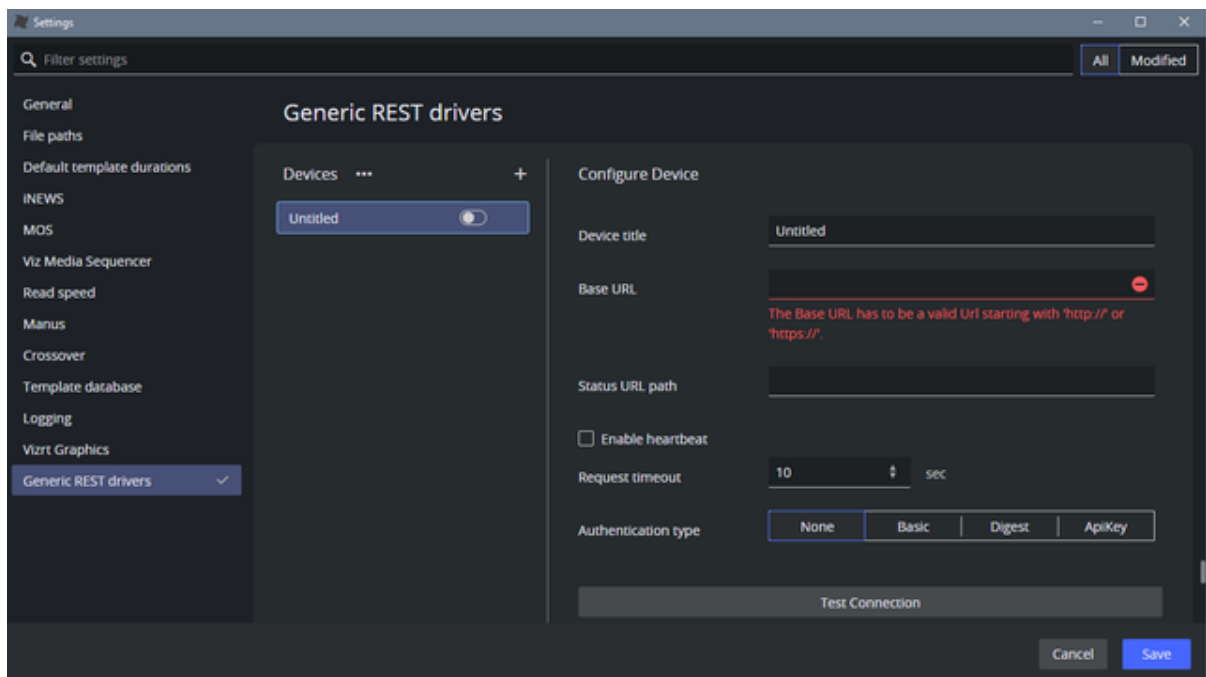 Settings
Filter settings
All
Modified
General
File paths
Default template durations
iNEWS
MOS
Viz Media Sequencer
Read speed
Manus
Crossover
Template database
Logging
Vizrt Graphics
Generic REST drivers
Generic REST drivers
Devices ••• +
Untitled
Configure Device
Device title
Untitled
Base URL
The Base URL has to be a valid Url starting with 'http://' or
'https://'.
Status URL path
Enable heartbeat
Request timeout
10
sec
Authentication type
None
Basic
Digest
ApiKey
Test Connection
Cancel
Save